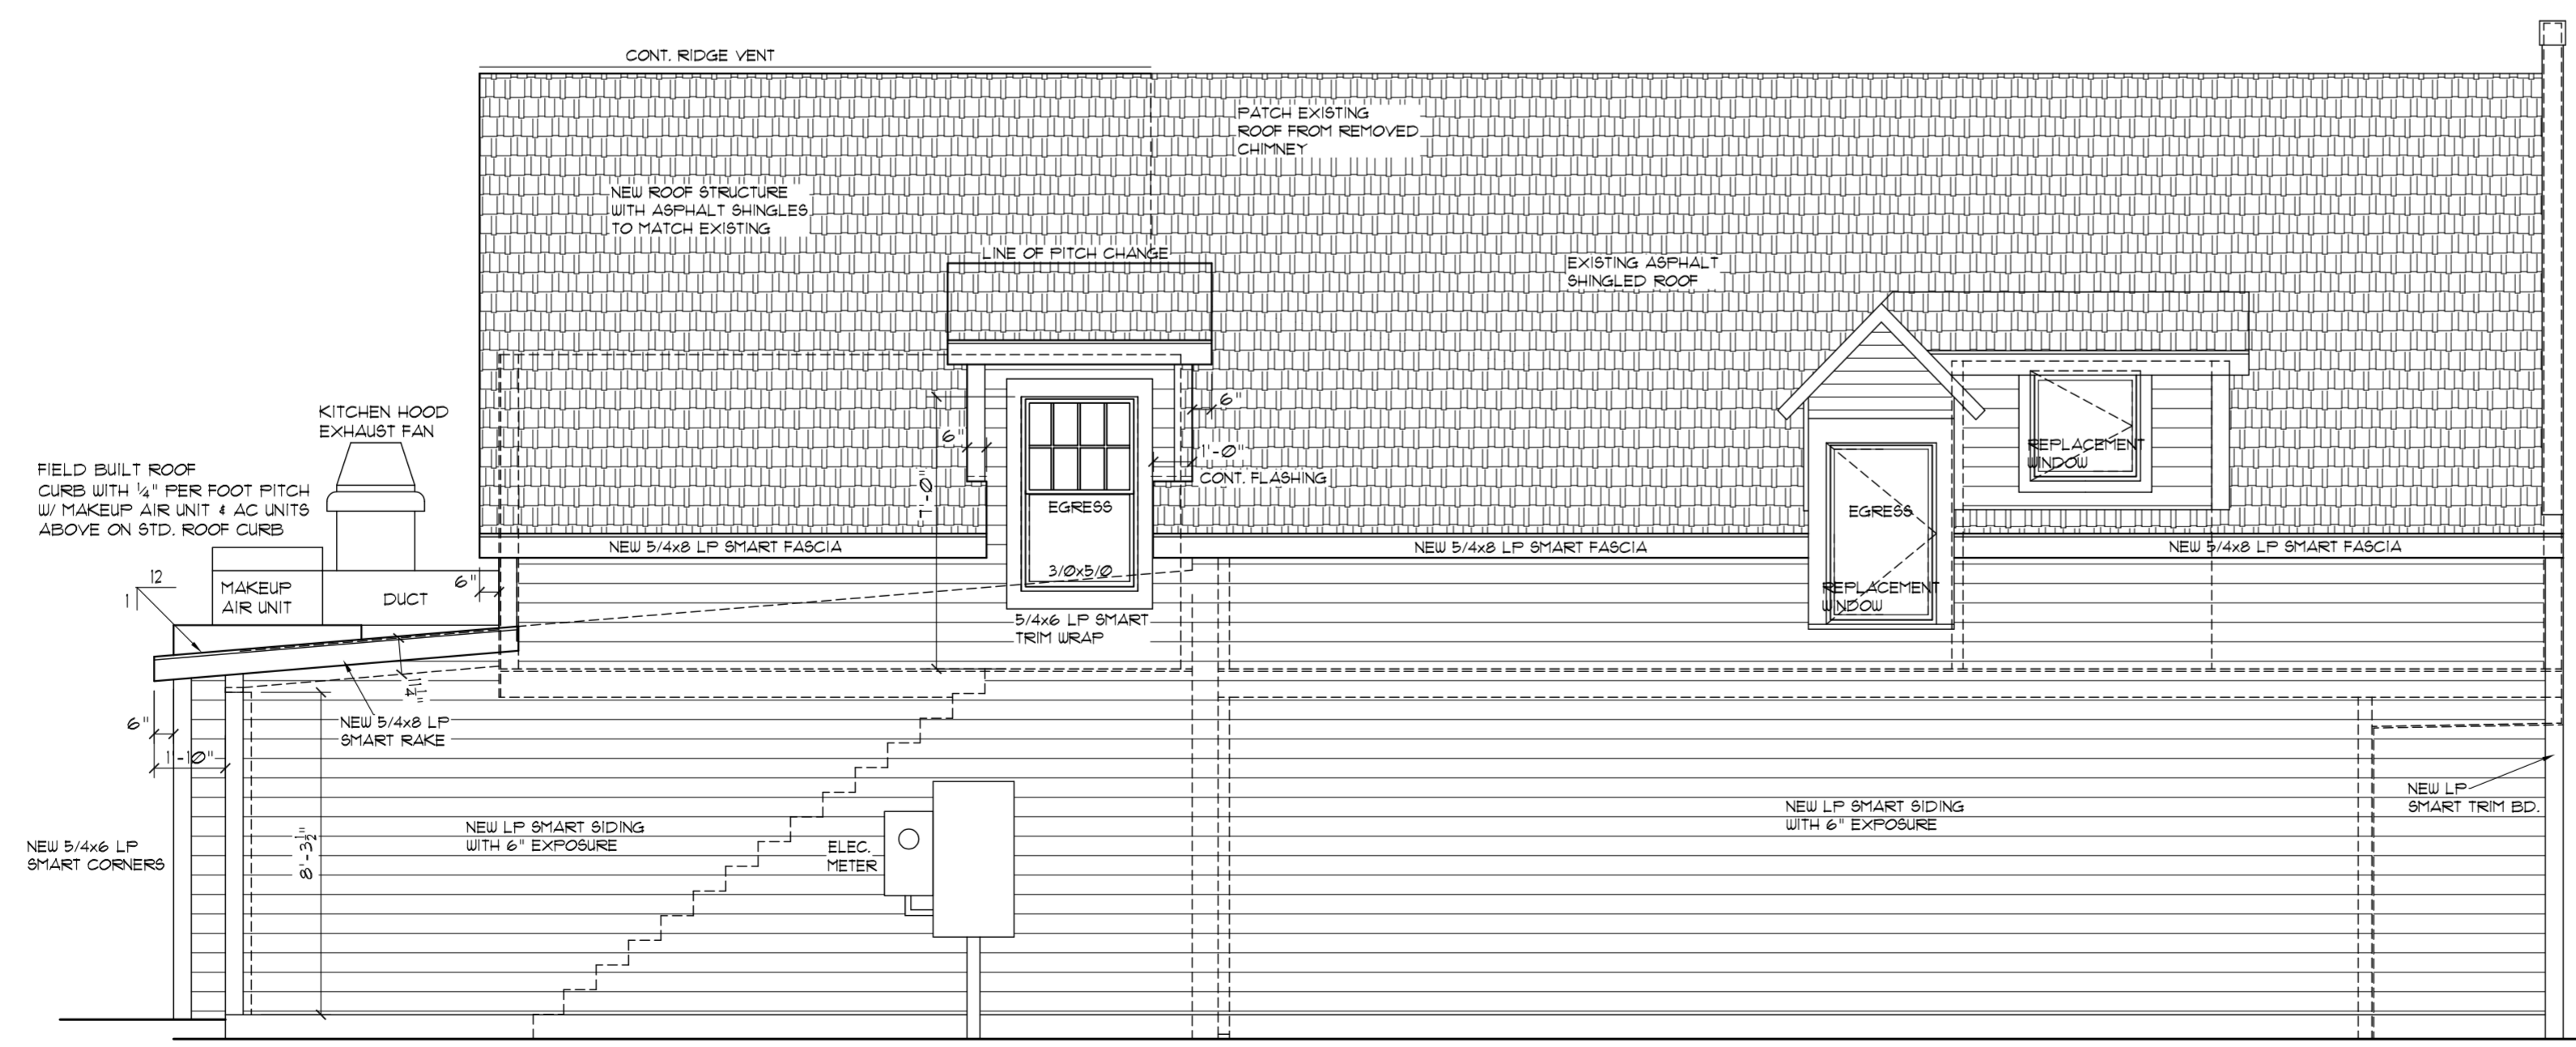 CONT. RIDGE VENT
PATCH EXISTING
ROOF FROM REMOVED
CHIMNEY
NEW ROOF STRUCTURE
WITH ASPHALT SHINGLES
TO MATCH EXISTING
LINE OF PITCH CHANGE
EXISTING ASPHALT
SHINGLED ROOF
KITCHEN HOOD
EXHAUST FAN
FIELD BUILT ROOF
CURB WITH 1/4" PER FOOT PITCH
W/ MAKEUP AIR UNIT & AC UNITS
ABOVE ON STD. ROOF CURB
6"
6"
1'-0"
CONT. FLASHING
REPLACEMENT
WINDOW
EGRESS
EGRESS
NEW 5/4x8 LP SMART FASCIA
NEW 5/4x8 LP SMART FASCIA
NEW 5/4x8 LP SMART FASCIA
12
1
MAKEUP
AIR UNIT
DUCT
6"
3/0x5/0
REPLACEMENT
WINDOW
5/4x6 LP SMART
TRIM WRAP
NEW 5/4x8 LP
SMART RAKE
6"
1'-10"
8'-3 1/2"
NEW LP SMART SIDING
WITH 6" EXPOSURE
ELEC.
METER
NEW LP SMART SIDING
WITH 6" EXPOSURE
NEW LP
SMART TRIM BD.
NEW 5/4x6 LP
SMART CORNERS